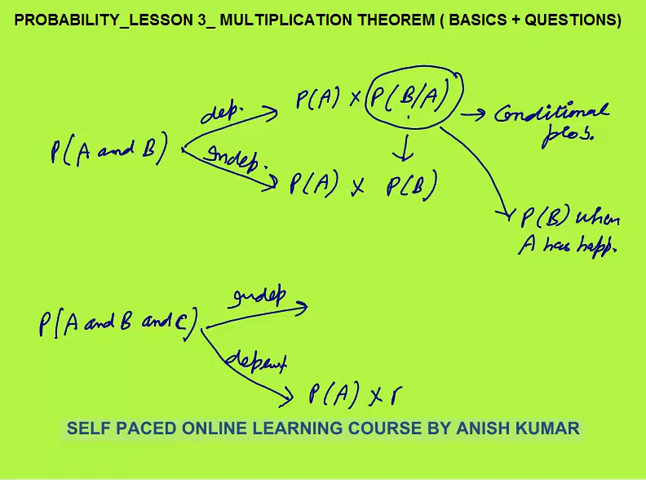 PROBABILITY_LESSON 3_ MULTIPLICATION THEOREM ( BASICS + QUESTIONS)
P(A and B)
dep.
P(A) × P(B/A)
→ Conditional
prob.
Indep.
P(A) × P(B)
P(B) when
A has happ.
P(A and B and C)
Indep
depent
P(A) × r
SELF PACED ONLINE LEARNING COURSE BY ANISH KUMAR